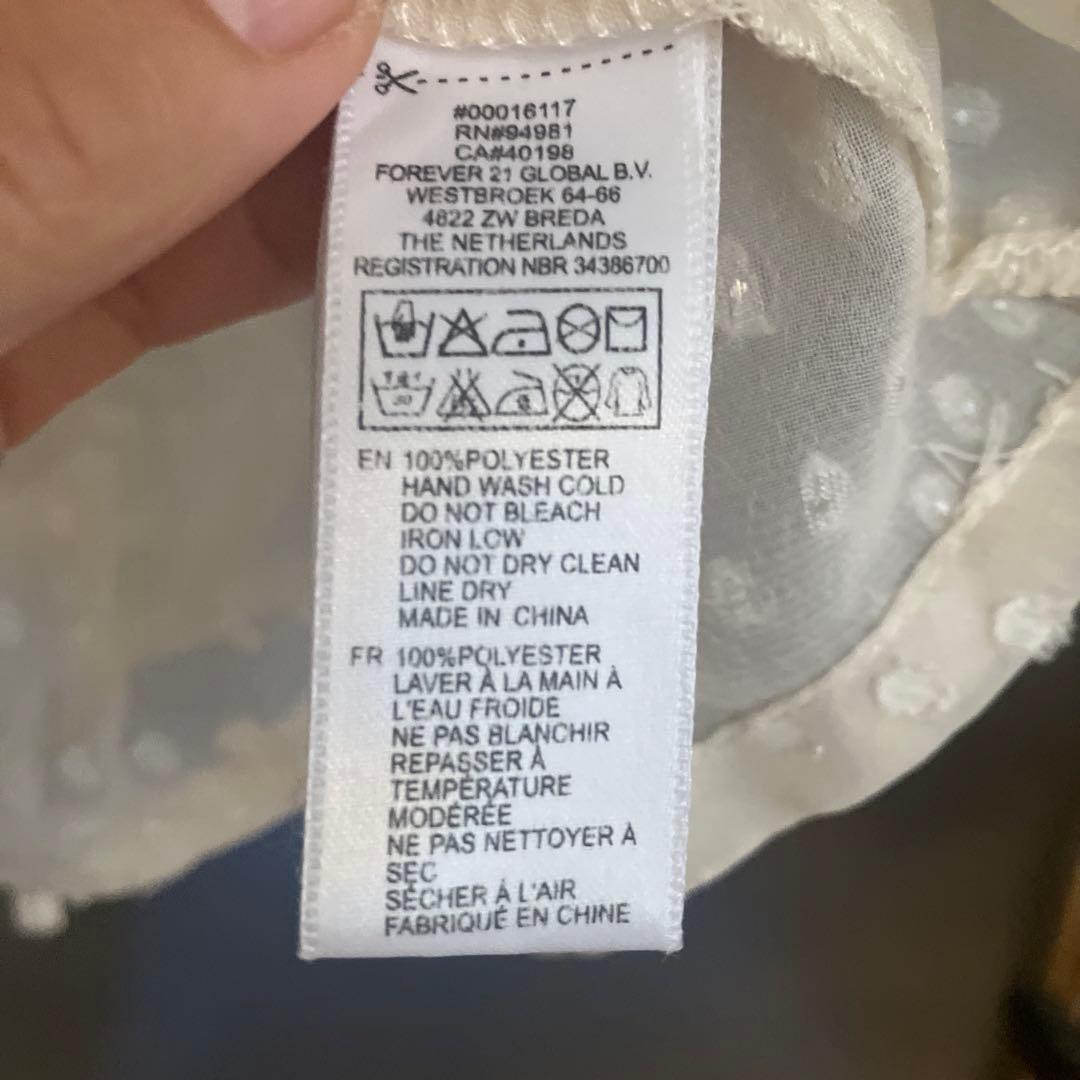 #00016117
RN#94981
CA#40198
FOREVER 21 GLOBAL B.V.
WESTBROEK 64-66
4822 ZW BREDA
THE NETHERLANDS
REGISTRATION NBR 34386700
30
EN 100%POLYESTER
HAND WASH COLD
DO NOT BLEACH
IRON LOW
DO NOT DRY CLEAN
LINE DRY
MADE IN CHINA
FR 100%POLYESTER
LAVER À LA MAIN À
L'EAU FROIDE
NE PAS BLANCHIR
REPASSER À
TEMPÉRATURE
MODÉRÉE
NE PAS NETTOYER À
SEC
SÉCHER À L'AIR
FABRIQUÉ EN CHINE